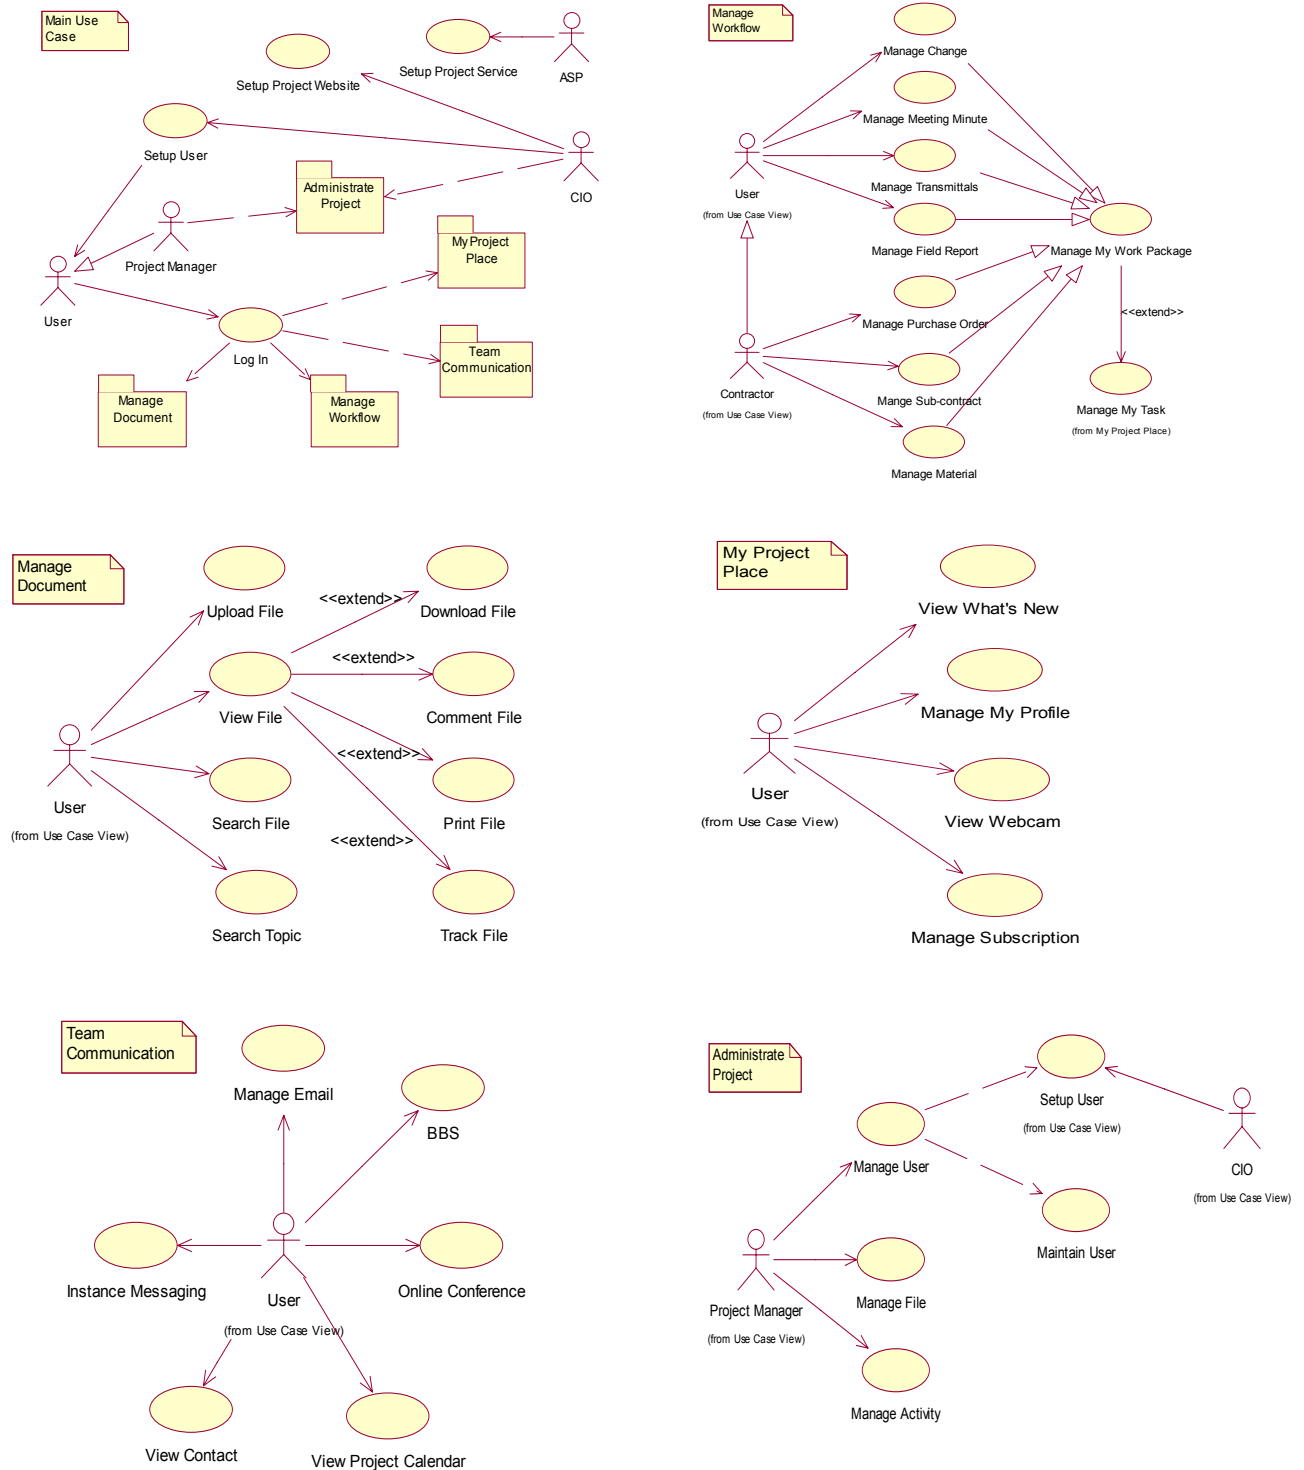 Main Use
Case
Setup Project Website
Setup Project Service
ASP
Setup User
CIO
Administrate
Project
Project Manager
My Project
Place
User
Log In
Team
Communication
Manage
Document
Manage
Workflow
Manage
Workflow
Manage Change
Manage Meeting Minute
User
(from Use Case View)
Manage Transmittals
Manage Field Report
Manage My Work Package
Manage Purchase Order
<<extend>>
Contractor
(from Use Case View)
Mange Sub-contract
Manage My Task
(from My Project Place)
Manage Material
Manage
Document
Upload File
<<extend>>
Download File
<<extend>>
View File
Comment File
<<extend>>
User
(from Use Case View)
Search File
Print File
<<extend>>
Search Topic
Track File
My Project
Place
View What's New
Manage My Profile
User
(from Use Case View)
View Webcam
Manage Subscription
Team
Communication
Manage Email
BBS
Instance Messaging
User
(from Use Case View)
Online Conference
View Contact
View Project Calendar
Administrate
Project
Setup User
(from Use Case View)
Manage User
CIO
(from Use Case View)
Maintain User
Project Manager
(from Use Case View)
Manage File
Manage Activity